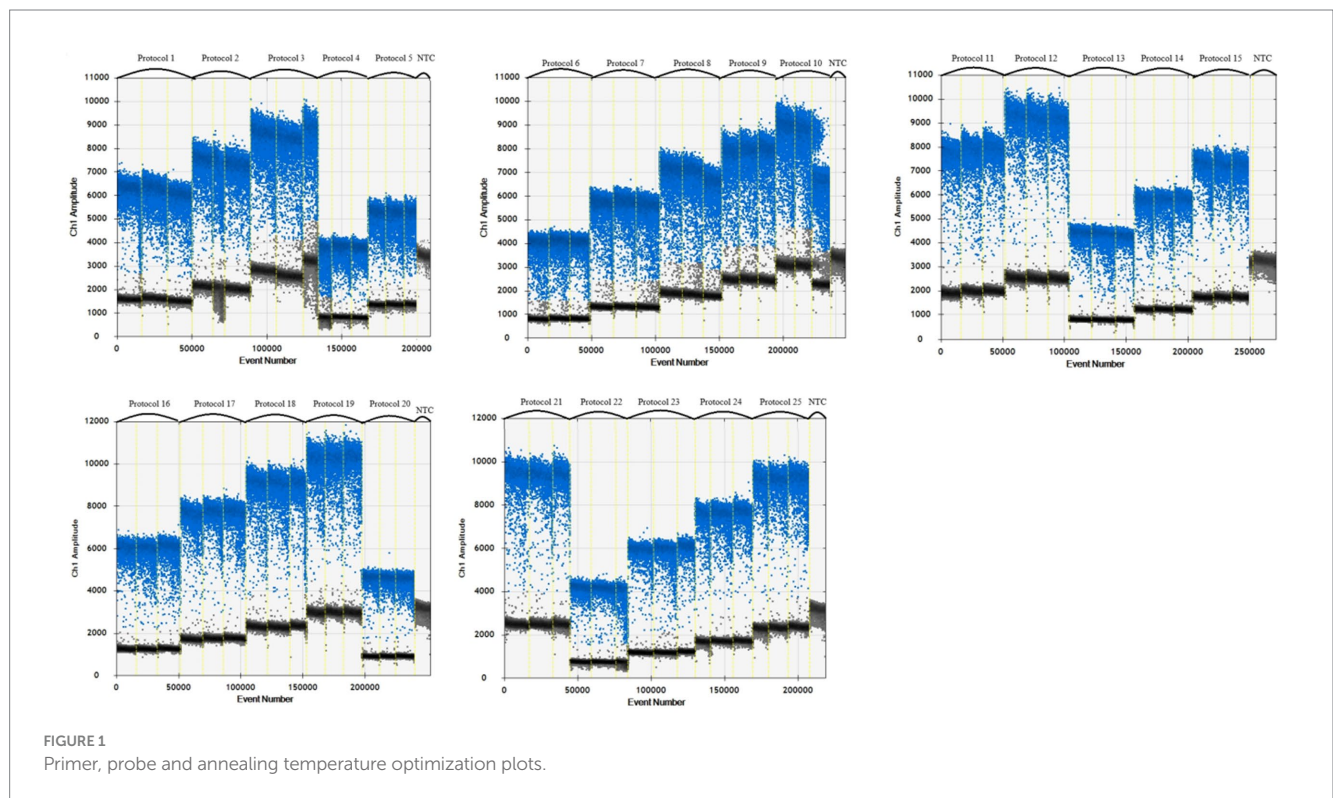 Protocol 1 Protocol 2 Protocol 3 Protocol 4 Protocol 5 NTC
11000
10000
9000
8000
7000
6000
5000
4000
3000
2000
1000
0
Ch1 Amplitude
0 50000 100000 150000 200000
Event Number
Protocol 6 Protocol 7 Protocol 8 Protocol 9 Protocol 10 NTC
11000
10000
9000
8000
7000
6000
5000
4000
3000
2000
1000
0
Ch1 Amplitude
0 50000 100000 150000 200000
Event Number
Protocol 11 Protocol 12 Protocol 13 Protocol 14 Protocol 15 NTC
11000
10000
9000
8000
7000
6000
5000
4000
3000
2000
1000
0
Ch1 Amplitude
0 50000 100000 150000 200000 250000
Event Number
Protocol 16 Protocol 17 Protocol 18 Protocol 19 Protocol 20 NTC
12000
10000
8000
6000
4000
2000
0
Ch1 Amplitude
0 50000 100000 150000 200000
Event Number
Protocol 21 Protocol 22 Protocol 23 Protocol 24 Protocol 25 NTC
12000
10000
8000
6000
4000
2000
0
Ch1 Amplitude
0 50000 100000 150000 200000
Event Number
FIGURE 1
Primer, probe and annealing temperature optimization plots.